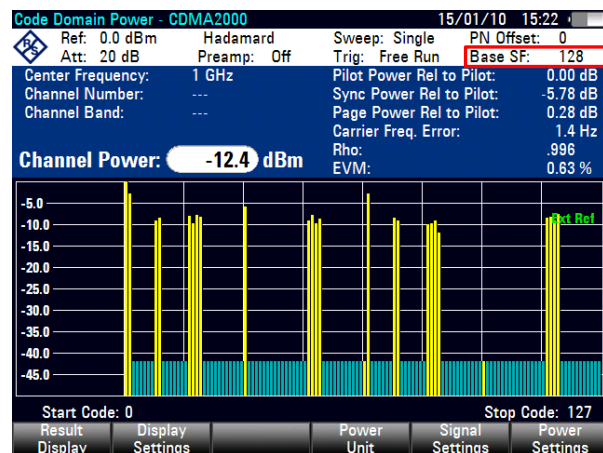 Code Domain Power - CDMA2000 15/01/10 15:22
Ref: 0.0 dBm Hadamard Sweep: Single PN Offset: 0
Att: 20 dB Preamp: Off Trig: Free Run Base SF: 128
Center Frequency: 1 GHz Pilot Power Rel to Pilot: 0.00 dB
Channel Number: --- Sync Power Rel to Pilot: -5.78 dB
Channel Band: --- Page Power Rel to Pilot: 0.28 dB
Carrier Freq. Error: 1.4 Hz
Rho: .996
Channel Power: -12.4 dBm EVM: 0.63 %
-5.0
Ext Ref
-10.0
-15.0
-20.0
-25.0
-30.0
-35.0
-40.0
-45.0
Start Code: 0 Stop Code: 127
Result Display Power Signal Power
Display Settings Unit Settings Settings